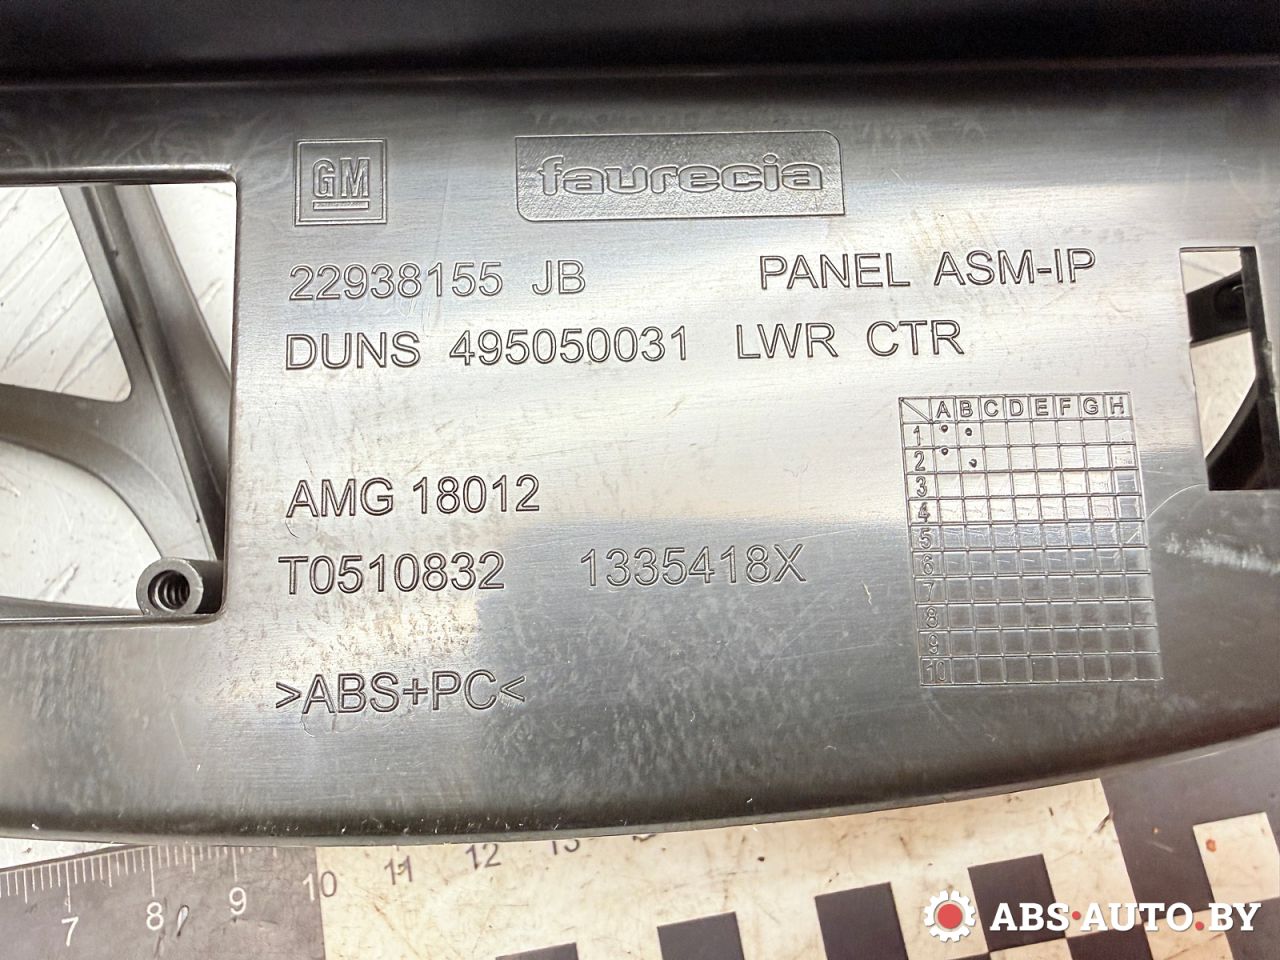 GM faurecia
22938155 JB PANEL ASM-IP
DUNS 495050031 LWR CTR
A B C D E F G H
1
2
3
4
5
6
7
8
9
10
AMG 18012
T0510832 1335418X
>ABS+PC<
7 8 9 10 11 12 13
ABS-AUTO.BY